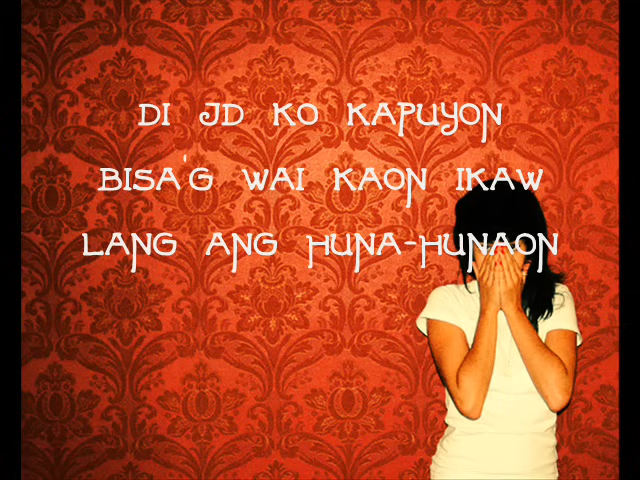 DI JD KO KAPUYON
BISA'G WAI KAON IKAW
LANG ANG HUNA-HUNAON